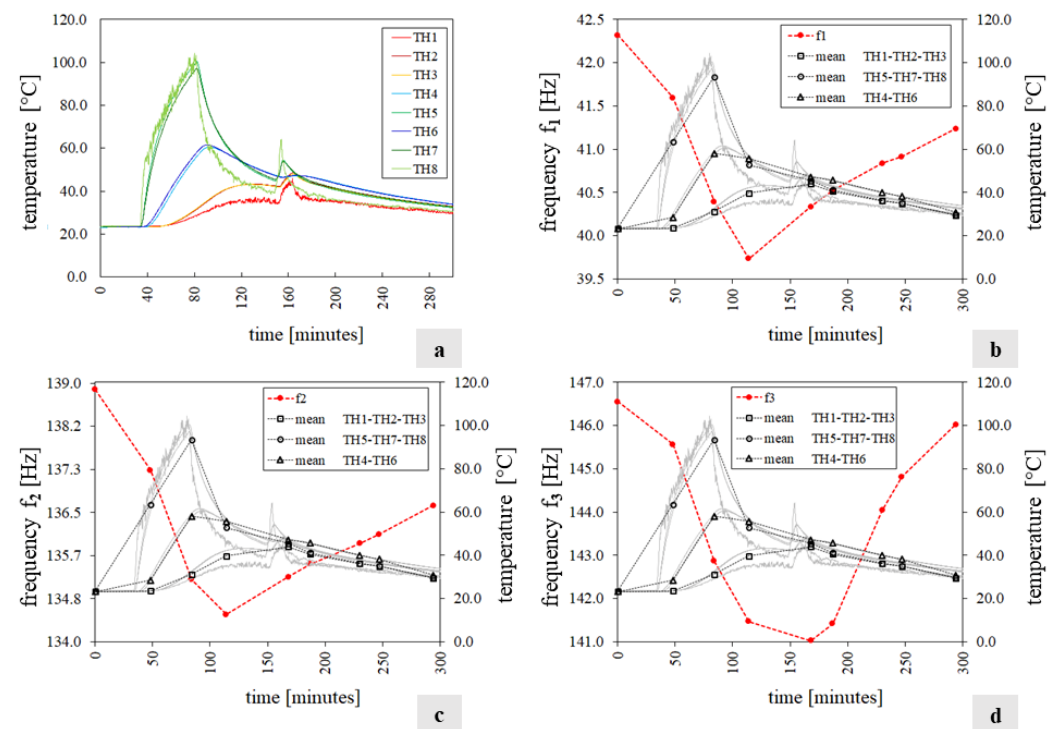 temperature [°C]
120.0
100.0
80.0
60.0
40.0
20.0
0.0
TH1
TH2
TH3
TH4
TH5
TH6
TH7
TH8
0
40
80
120
160
200
240
280
time [minutes]
a
frequency f1 [Hz]
42.5
42.0
41.5
41.0
40.5
40.0
39.5
f1
mean TH1-TH2-TH3
mean TH5-TH7-TH8
mean TH4-TH6
120.0
100.0
80.0
60.0
40.0
20.0
0.0
temperature [°C]
0
50
100
150
200
250
300
time [minutes]
b
frequency f2 [Hz]
139.0
138.2
137.3
136.5
135.7
134.8
134.0
f2
mean TH1-TH2-TH3
mean TH5-TH7-TH8
mean TH4-TH6
120.0
100.0
80.0
60.0
40.0
20.0
0.0
temperature [°C]
0
50
100
150
200
250
300
time [minutes]
c
frequency f3 [Hz]
147.0
146.0
145.0
144.0
143.0
142.0
141.0
f3
mean TH1-TH2-TH3
mean TH5-TH7-TH8
mean TH4-TH6
120.0
100.0
80.0
60.0
40.0
20.0
0.0
temperature [°C]
0
50
100
150
200
250
300
time [minutes]
d